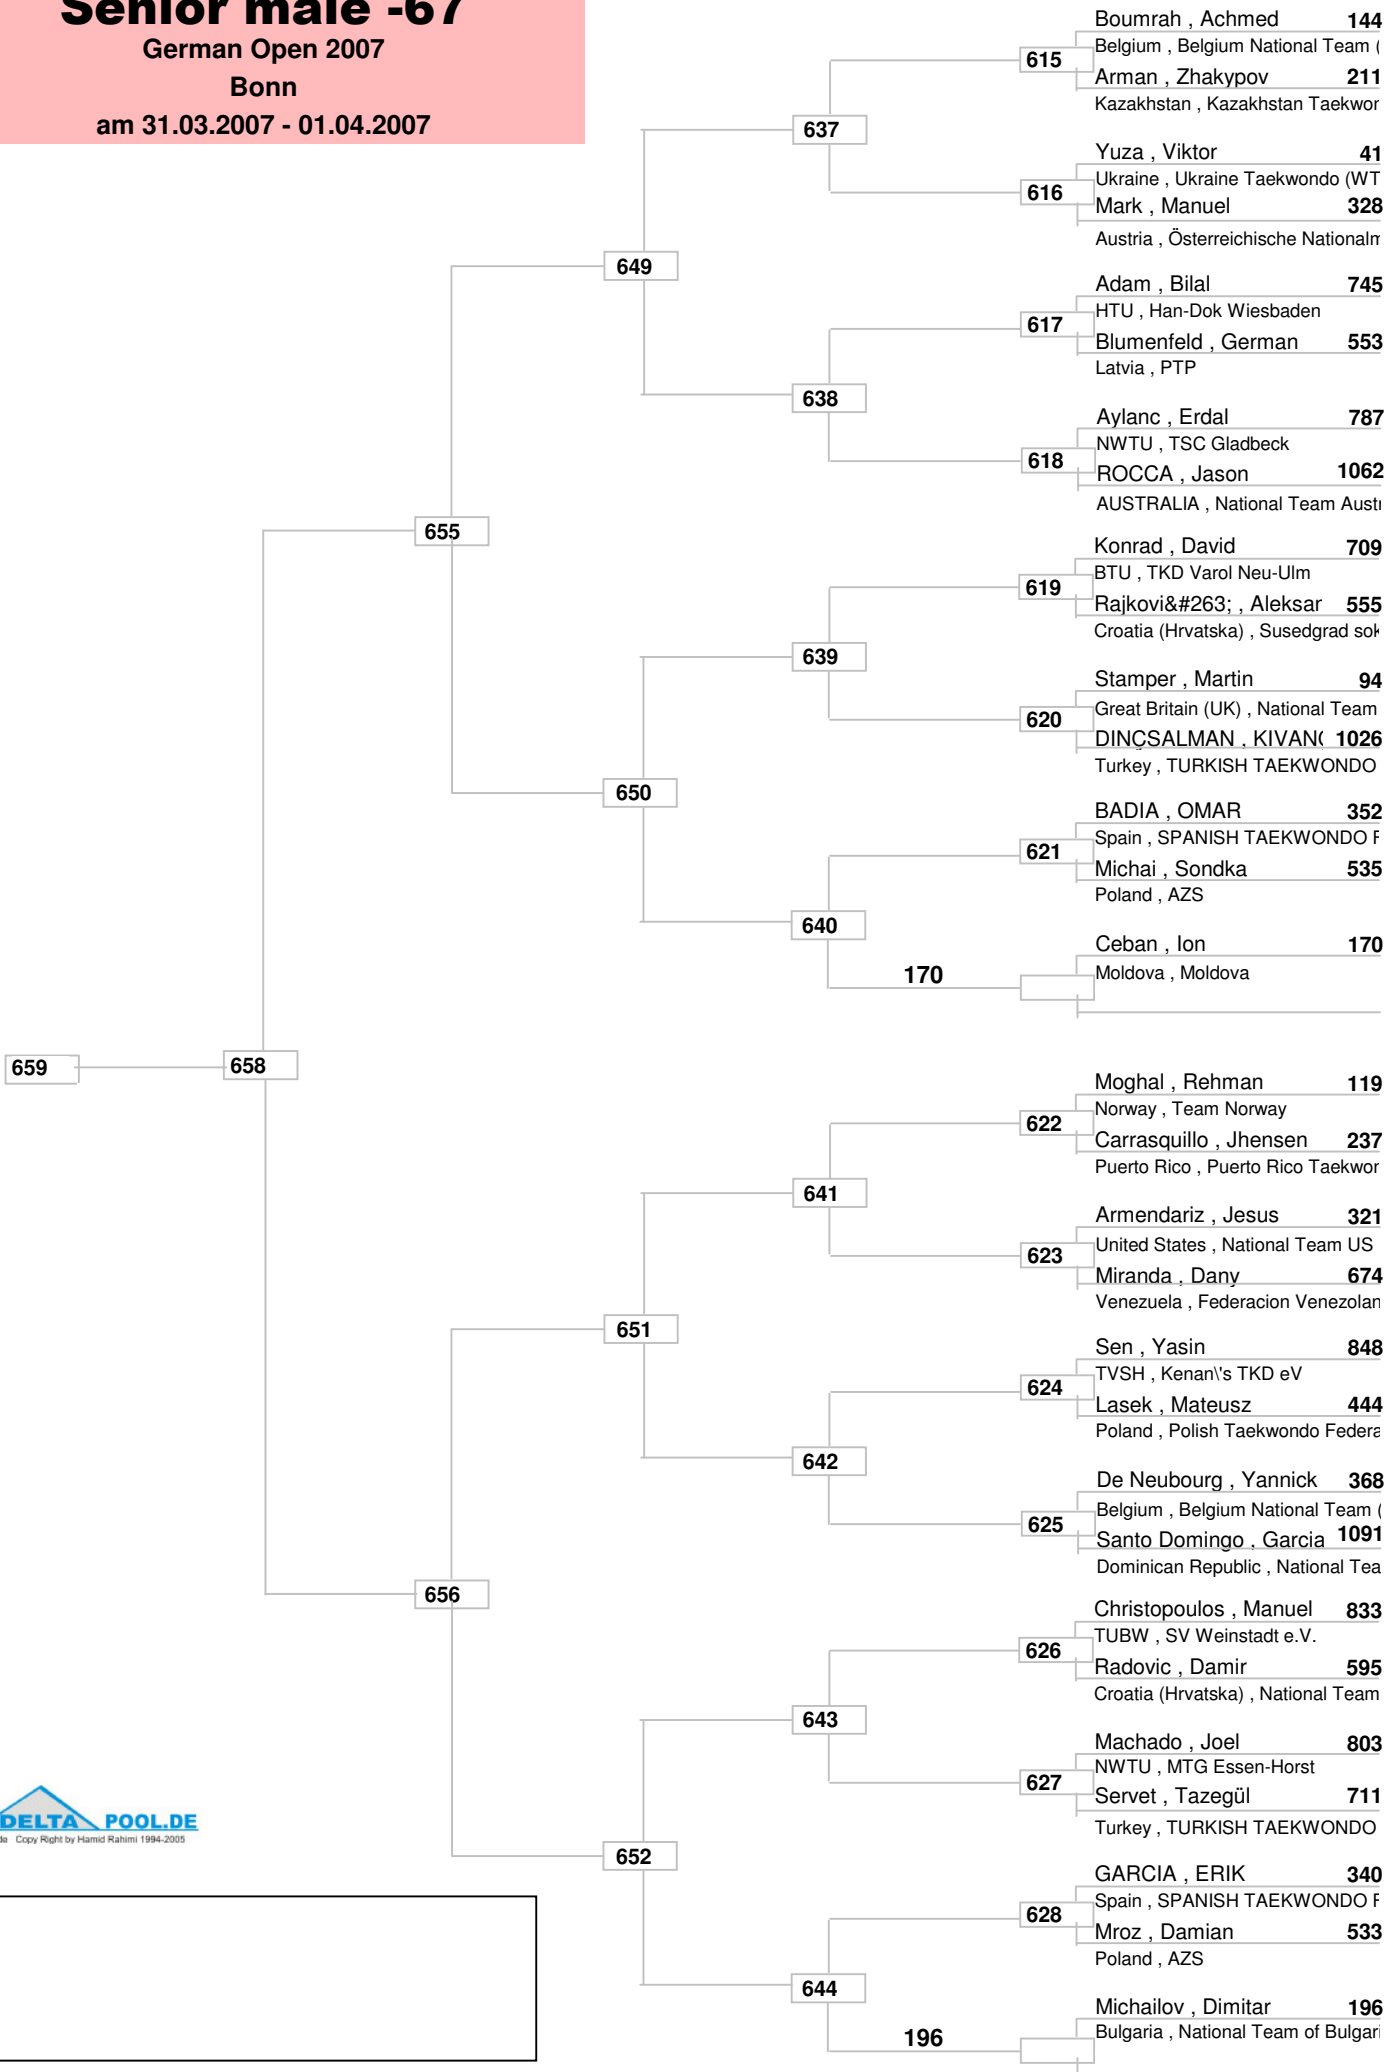 Senior male -67
German Open 2007
Bonn
am 31.03.2007 - 01.04.2007
Boumrah , Achmed 144
615
Belgium , Belgium National Team (
Arman , Zhakypov 211
Kazakhstan , Kazakhstan Taekwor
637
Yuza , Viktor 41
616
Ukraine , Ukraine Taekwondo (WT
Mark , Manuel 328
Austria , Österreichische Nationalm
649
Adam , Bilal 745
617
HTU , Han-Dok Wiesbaden
Blumenfeld , German 553
Latvia , PTP
638
Aylanc , Erdal 787
618
NWTU , TSC Gladbeck
ROCCA , Jason 1062
AUSTRALIA , National Team Austr
655
Konrad , David 709
619
BTU , TKD Varol Neu-Ulm
Rajkovi&#263; , Aleksar 555
Croatia (Hrvatska) , Susedgrad sok
639
Stamper , Martin 94
620
Great Britain (UK) , National Team
DINÇSALMAN , KIVANC 1026
Turkey , TURKISH TAEKWONDO
650
BADIA , OMAR 352
621
Spain , SPANISH TAEKWONDO F
Michai , Sondka 535
Poland , AZS
640
Ceban , Ion 170
170
Moldova , Moldova
659
658
Moghal , Rehman 119
622
Norway , Team Norway
Carrasquillo , Jhensen 237
Puerto Rico , Puerto Rico Taekwor
641
Armendariz , Jesus 321
623
United States , National Team US
Miranda , Dany 674
Venezuela , Federacion Venezolan
651
Sen , Yasin 848
624
TVSH , Kenan\'s TKD eV
Lasek , Mateusz 444
Poland , Polish Taekwondo Federa
642
De Neubourg , Yannick 368
625
Belgium , Belgium National Team (
Santo Domingo , Garcia 1091
Dominican Republic , National Tea
656
Christopoulos , Manuel 833
626
TUBW , SV Weinstadt e.V.
Radovic , Damir 595
Croatia (Hrvatska) , National Team
643
Machado , Joel 803
627
NWTU , MTG Essen-Horst
Servet , Tazegül 711
Turkey , TURKISH TAEKWONDO
652
GARCIA , ERIK 340
628
Spain , SPANISH TAEKWONDO F
Mroz , Damian 533
Poland , AZS
644
Michailov , Dimitar 196
196
Bulgaria , National Team of Bulgari
DELTA POOL.DE
de Copy Right by Hamid Rahimi 1994-2005